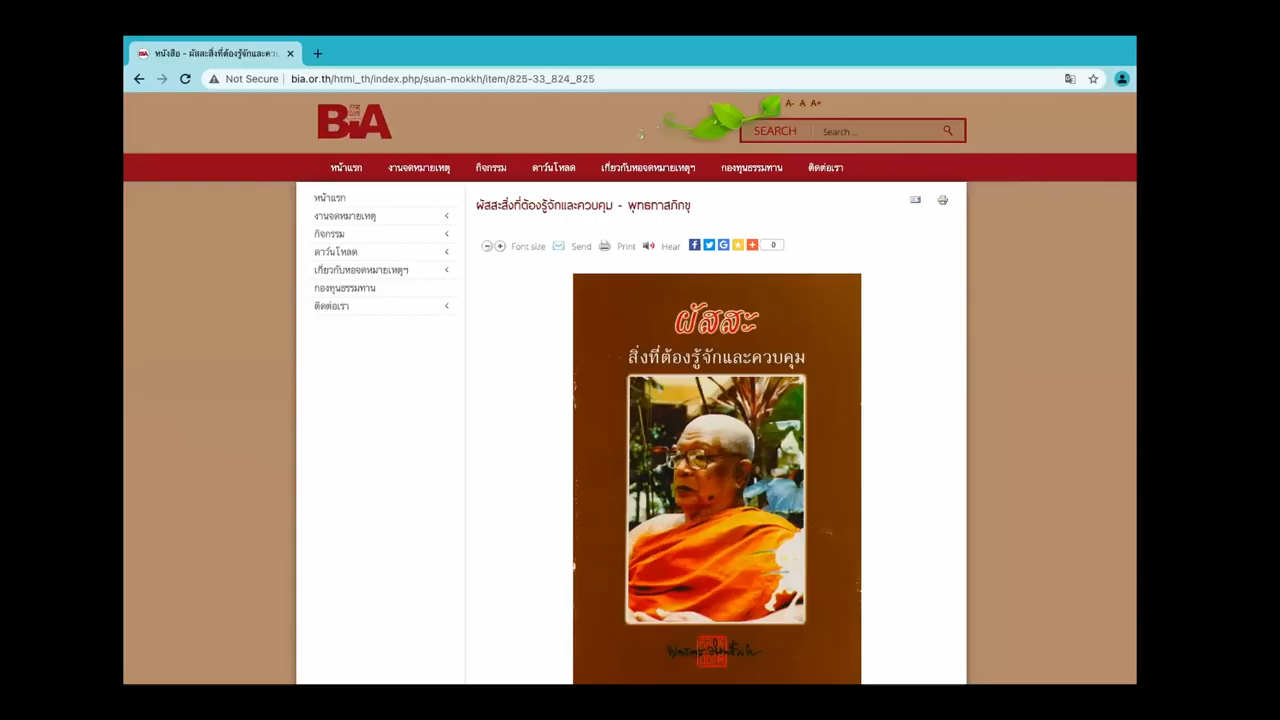 หนังสือ - ผัสสะสิ่งที่ต้องรู้จักและควบ
Not Secure
bia.or.th/html_th/index.php/suan-mokkh/item/825-33_824_825
BIA
A- A A+
SEARCH
Search ...
หน้าแรก งานจดหมายเหตุ กิจกรรม ดาว์นโหลด เกี่ยวกับหอจดหมายเหตุฯ กองทุนธรรมทาน ติดต่อเรา
หน้าแรก
งานจดหมายเหตุ
กิจกรรม
ดาว์นโหลด
เกี่ยวกับหอจดหมายเหตุฯ
กองทุนธรรมทาน
ติดต่อเรา
ผัสสะสิ่งที่ต้องรู้จักและควบคุม - พุทธทาสภิกขุ
Font size Send Print Hear 0
ผัสสะ
สิ่งที่ต้องรู้จักและควบคุม